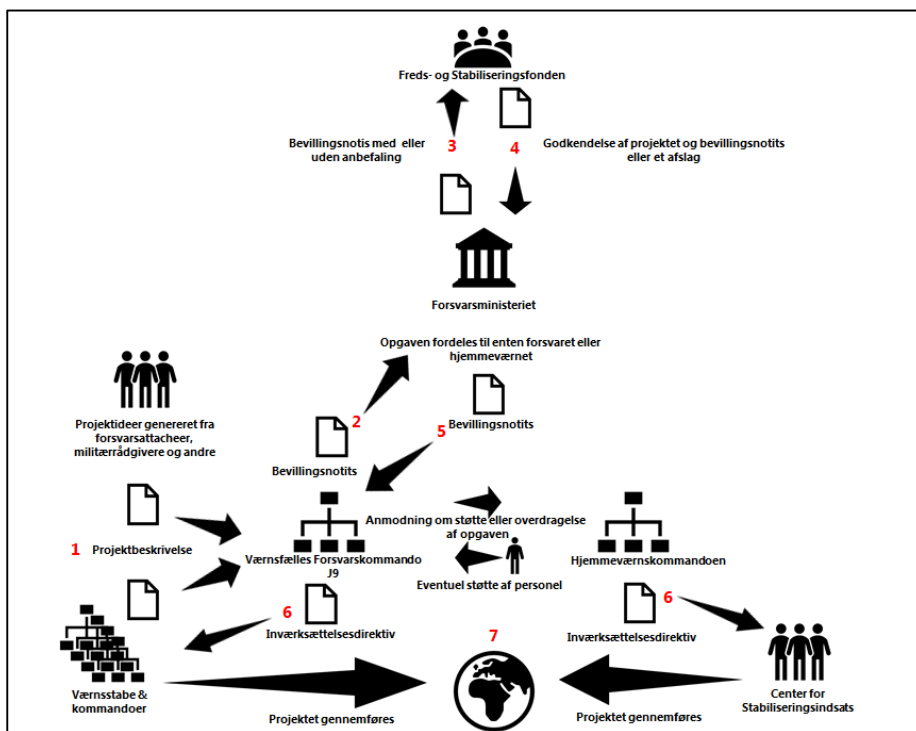 Freds- og Stabiliseringsfonden
Bevillingsnotis med  eller
uden anbefaling
3
4
Godkendelse af projektet og bevillingsnotits
eller et afslag
Forsvarsministeriet
Opgaven fordeles til enten forsvaret eller
hjemmeværnet
Projektideer genereret fra
forsvarsattacheer,
militærrådgivere og andre
2
Bevillingsnotits
5
Bevillingsnotits
1
Projektbeskrivelse
Værnsfælles Forsvarskommando
J9
Anmodning om støtte eller overdragelse
af opgaven
Eventuel støtte af personel
Hjemmeværnskommandoen
6
Inværksættelsesdirektiv
6
Inværksættelsesdirektiv
7
Værnsstabe &
kommandoer
Projektet gennemføres
Projektet gennemføres
Center for
Stabiliseringsindsats